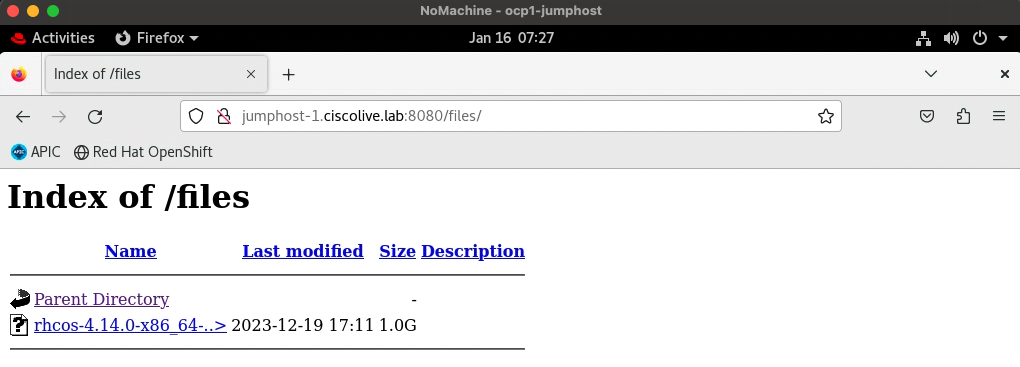 NoMachine - ocp1-jumphost
Activities Firefox Jan 16 07:27
Index of /files
jumphost-1.ciscolive.lab:8080/files/
APIC Red Hat OpenShift
Index of /files
Name Last modified Size Description
Parent Directory -
rhcos-4.14.0-x86_64-..> 2023-12-19 17:11 1.0G